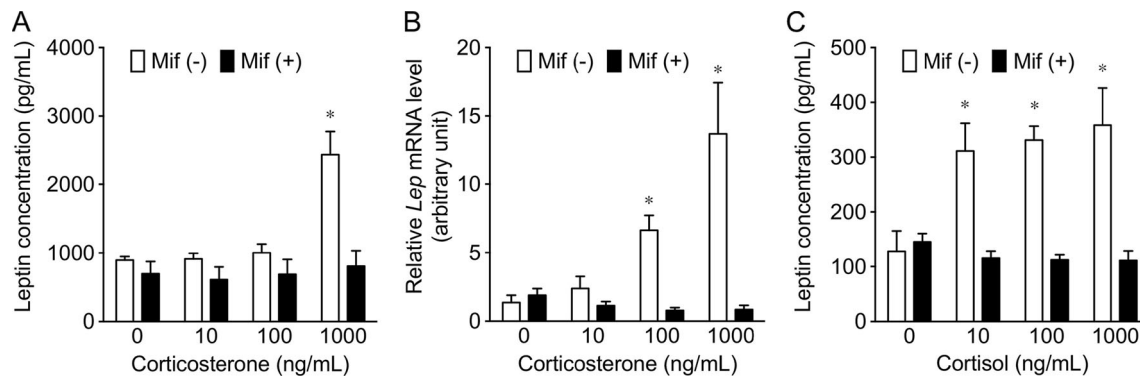 A
4000
3000
2000
1000
0
Leptin concentration (pg/mL)
Mif (-) Mif (+)
*
0 10 100 1000
Corticosterone (ng/mL)
B
20
15
10
5
0
Relative Lep mRNA level
(arbitrary unit)
Mif (-) Mif (+)
* *
0 10 100 1000
Corticosterone (ng/mL)
C
500
400
300
200
100
0
Leptin concentration (pg/mL)
Mif (-) Mif (+)
* * *
0 10 100 1000
Cortisol (ng/mL)